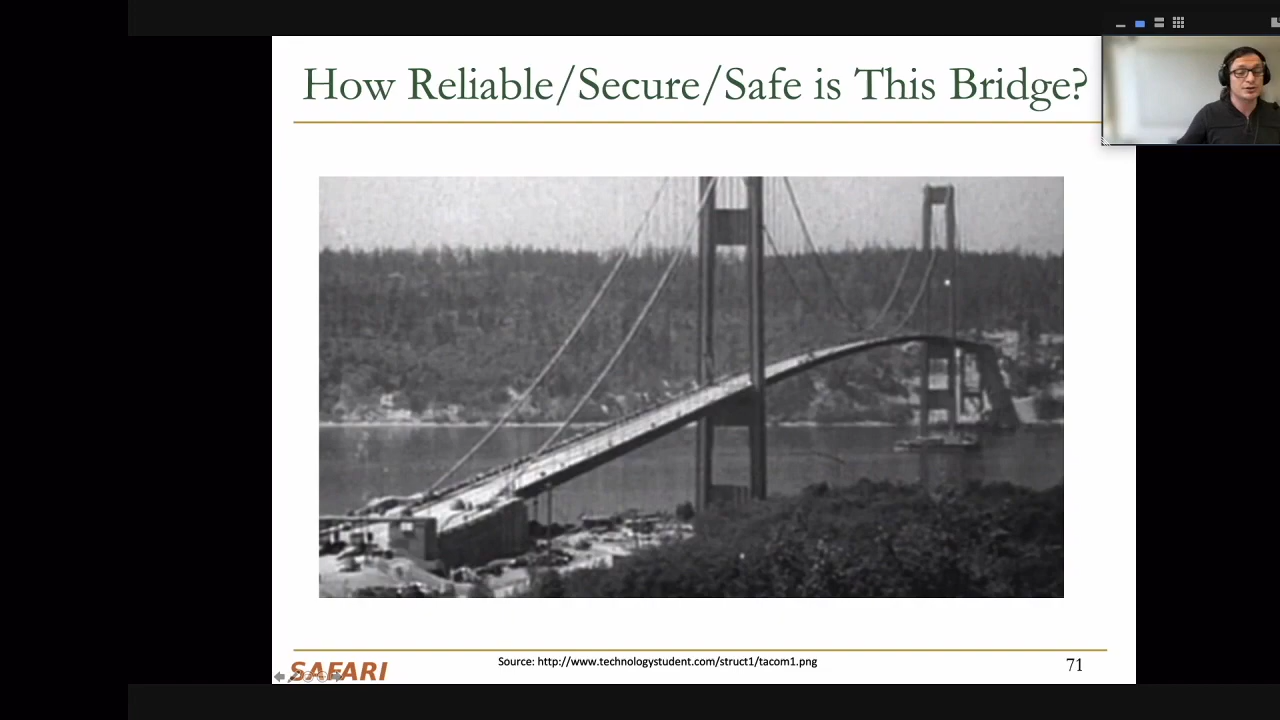 How Reliable/Secure/Safe is This Bridge?
Source: http://www.technologystudent.com/struct1/tacom1.png
SAFARI
71